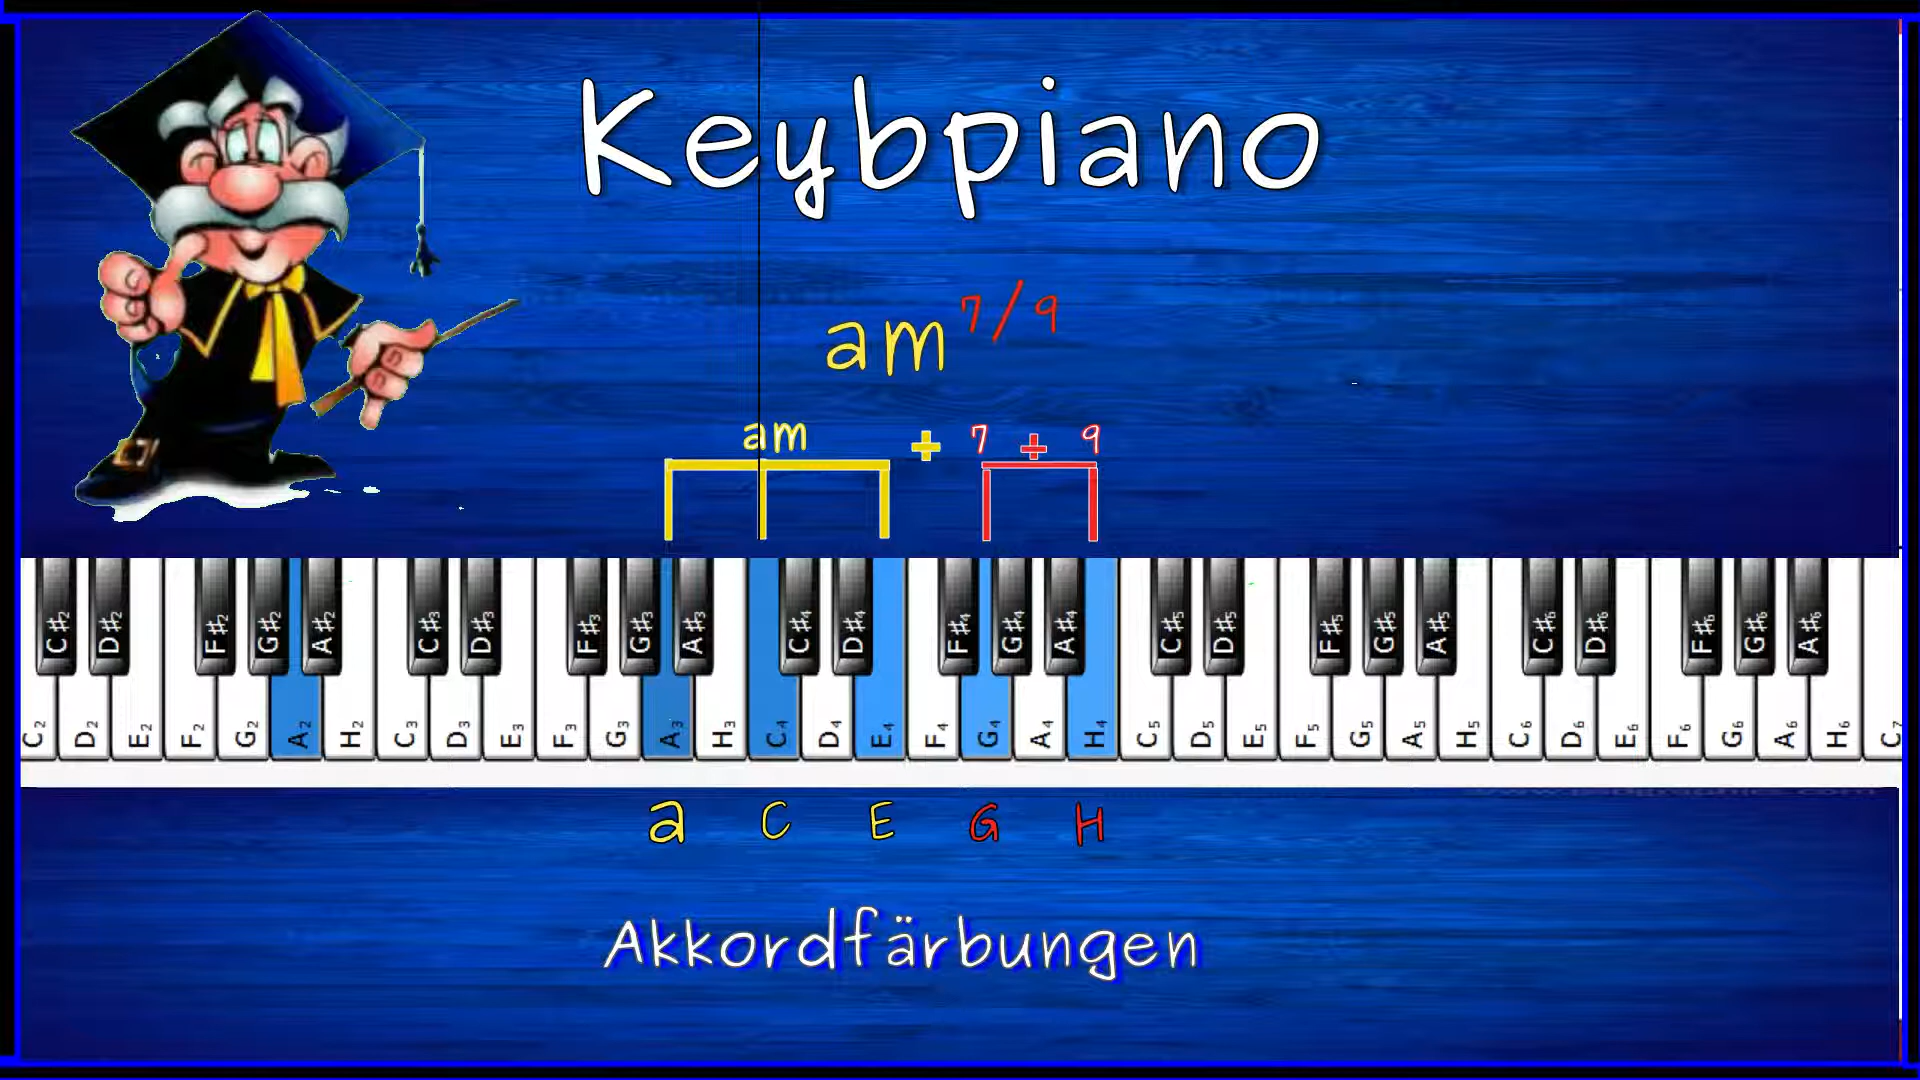 Keybpiano
am 7/9
am + 7 + 9
C♯2 D♯2 F♯2 G♯2 A♯2 C♯3 D♯3 F♯3 G♯3 A♯3 C♯4 D♯4 F♯4 G♯4 A♯4 C♯5 D♯5 F♯5 G♯5 A♯5 C♯6 D♯6 F♯6 G♯6 A♯6
C2 D2 E2 F2 G2 A2 H2 C3 D3 E3 F3 G3 A3 H3 C4 D4 E4 F4 G4 A4 H4 C5 D5 E5 F5 G5 A5 H5 C6 D6 E6 F6 G6 A6 H6 C7
a C E G H
Akkordfärbungen